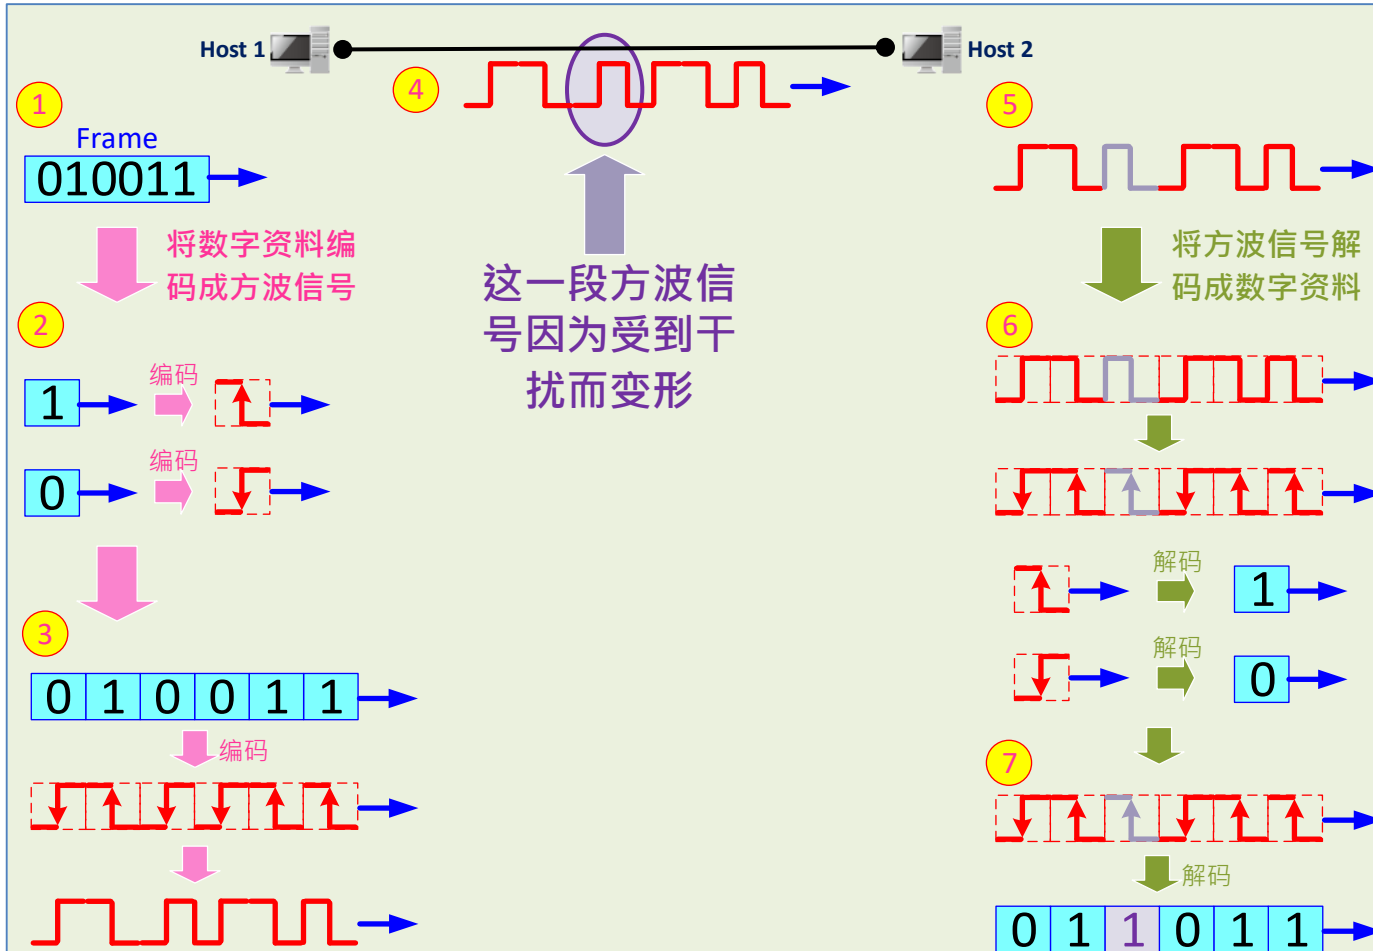 Host 1
Host 2
1
Frame
010011
将数字资料编
码成方波信号
2
1
编码
0
编码
3
0 1 0 0 1 1
编码
4
这一段方波信
号因为受到干
扰而变形
5
将方波信号解
码成数字资料
6
解码
1
解码
0
7
解码
0 1 1 0 1 1